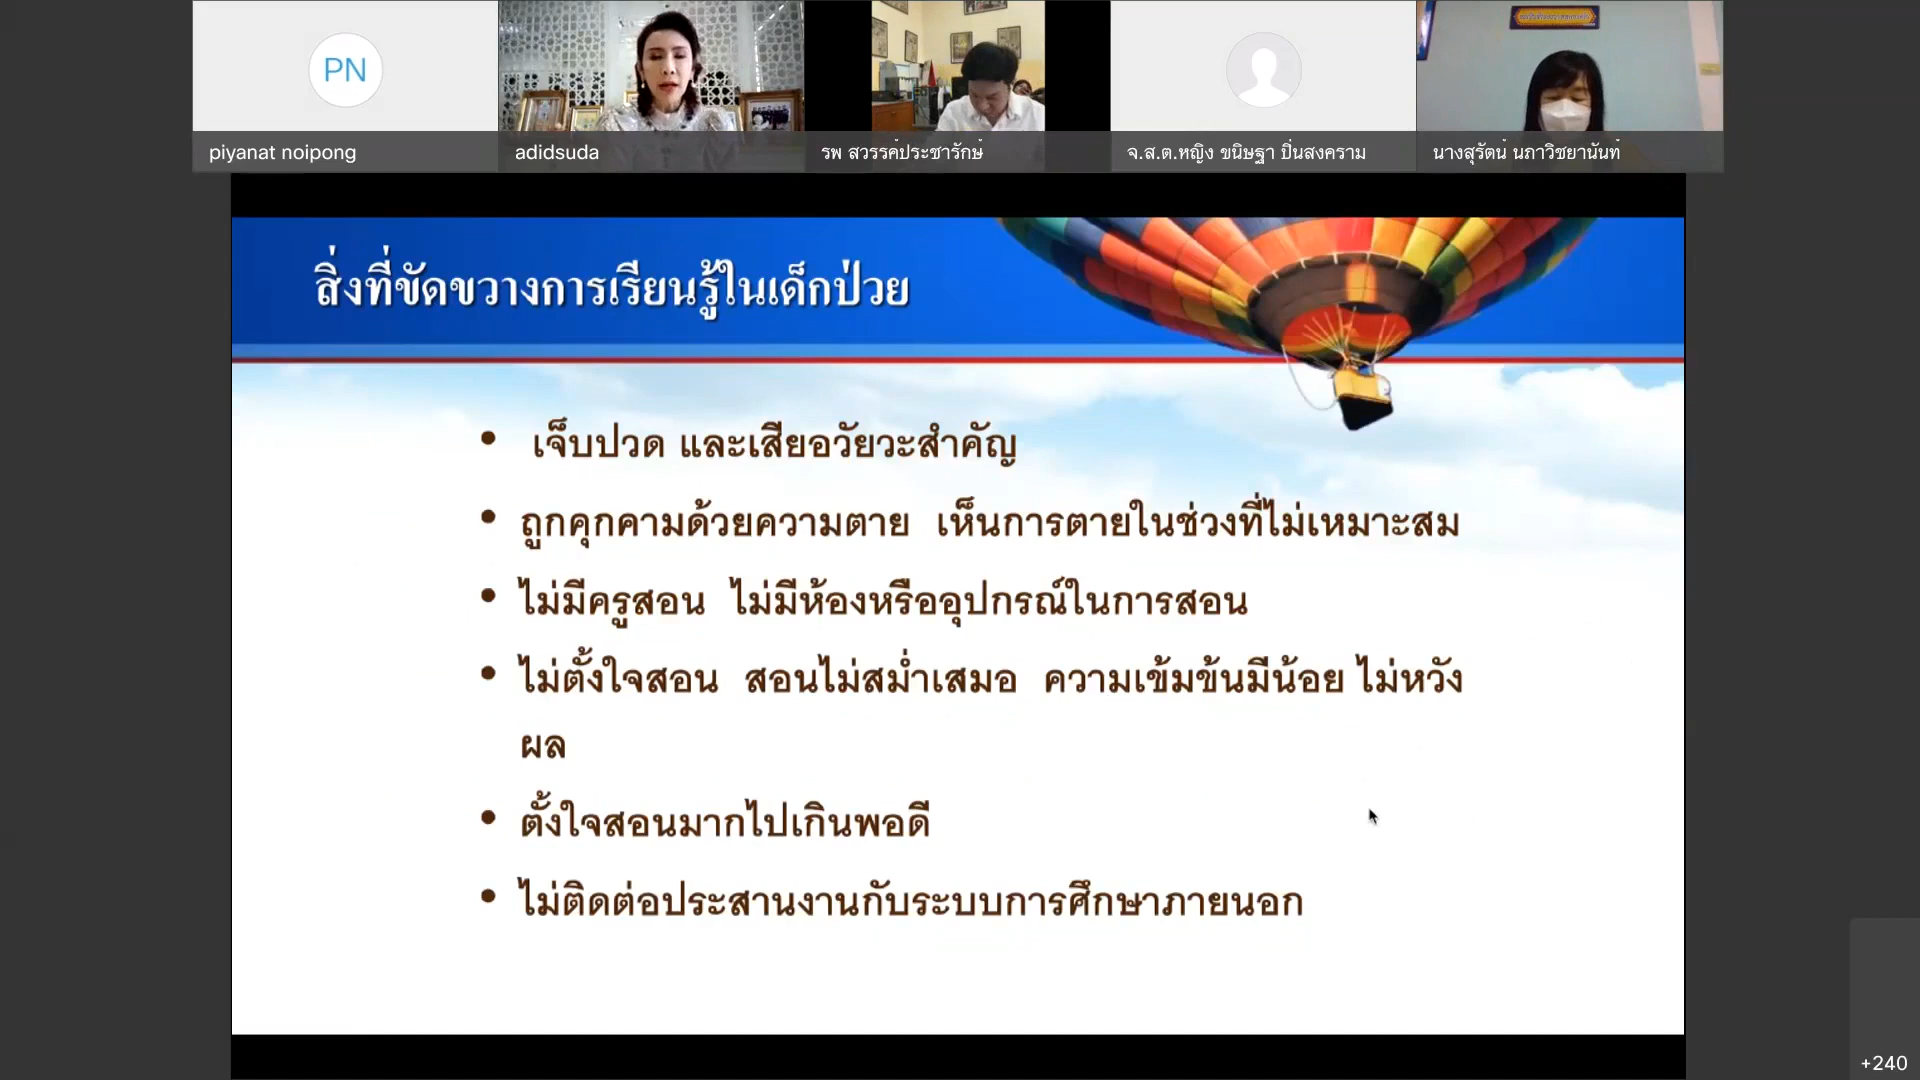 PN
piyanat noipong
adidsuda
รพ สวรรค์ประชารักษ์
จ.ส.ต.หญิง ขนิษฐา ปิ่นสงคราม
นางสุรัตน์ นภาวิชยานันท์
สิ่งที่ขัดขวางการเรียนรู้ในเด็กป่วย
• เจ็บปวด และเสียอวัยวะสำคัญ
• ถูกคุกคามด้วยความตาย เห็นการตายในช่วงที่ไม่เหมาะสม
• ไม่มีครูสอน ไม่มีห้องหรืออุปกรณ์ในการสอน
• ไม่ตั้งใจสอน สอนไม่สม่ำเสมอ ความเข้มข้นมีน้อย ไม่หวัง
ผล
• ตั้งใจสอนมากไปเกินพอดี
• ไม่ติดต่อประสานงานกับระบบการศึกษาภายนอก
+240